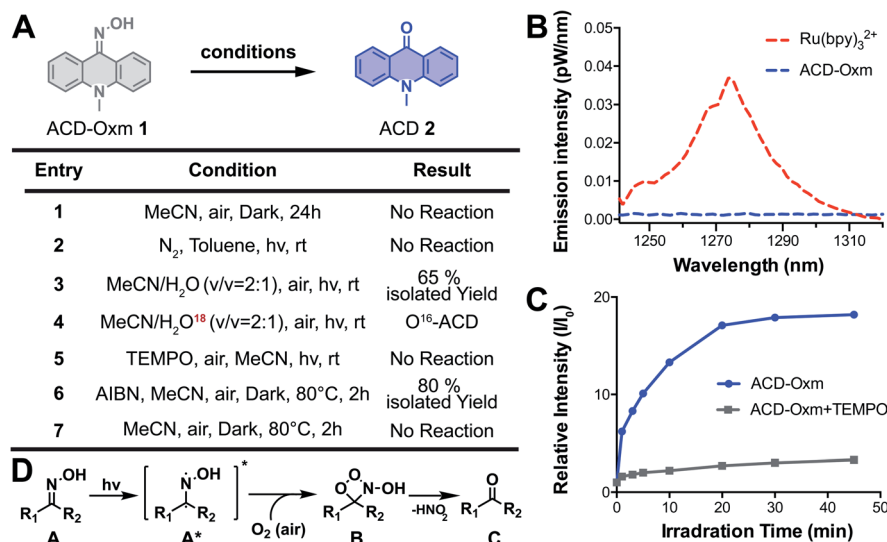 A
N
OH
N
ACD-Oxm 1
conditions
O
N
ACD 2
Entry Condition Result
1 MeCN, air, Dark, 24h No Reaction
2 N₂, Toluene, hv, rt No Reaction
3 MeCN/H₂O (v/v=2:1), air, hv, rt 65 % isolated Yield
4 MeCN/H₂O¹⁸ (v/v=2:1), air, hv, rt O¹⁶-ACD
5 TEMPO, air, MeCN, hv, rt No Reaction
6 AIBN, MeCN, air, Dark, 80°C, 2h 80 % isolated Yield
7 MeCN, air, Dark, 80°C, 2h No Reaction
B
Emission intensity (pW/nm)
0.05
0.04
0.03
0.02
0.01
0.00
1250 1270 1290 1310
Wavelength (nm)
Ru(bpy)₃²⁺
ACD-Oxm
C
Relative Intensity (I/I₀)
20
10
0
0 10 20 30 40 50
Irradration Time (min)
ACD-Oxm
ACD-Oxm+TEMPO
D
N OH
R₁ R₂
A
hv
N OH *
R₁ R₂
A*
O₂ (air)
O O N-OH
R₁ R₂
B
-HNO₂
O
R₁ R₂
C